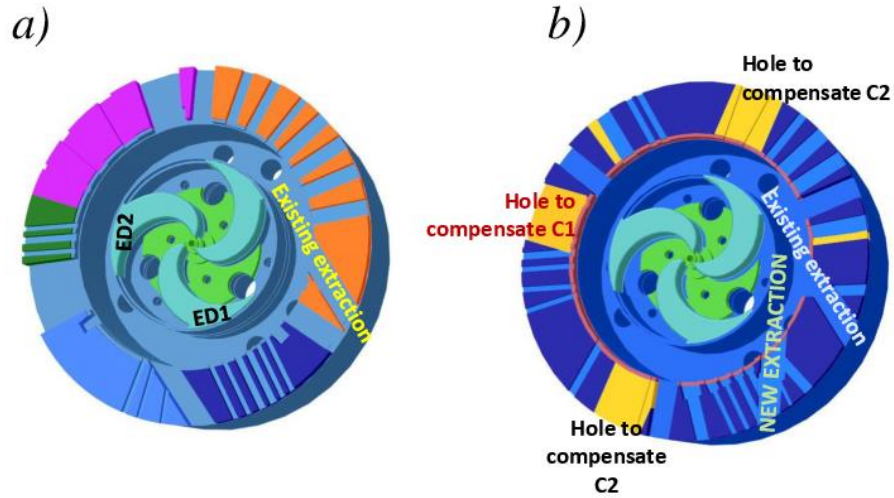 a)
ED2
ED1
Existing extraction
b)
Hole to
compensate C2
Hole to
compensate C1
Existing extraction
NEW EXTRACTION
Hole to
compensate
C2